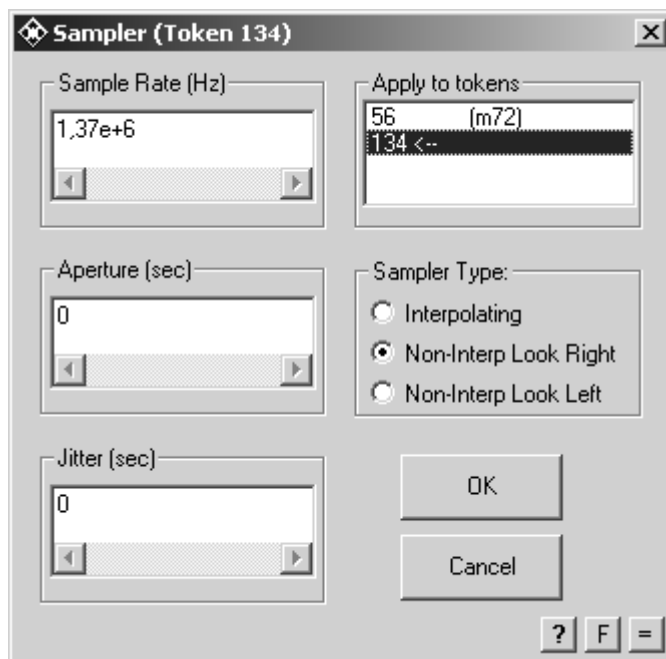 Sampler (Token 134)
Sample Rate (Hz)
1,37e+6
Apply to tokens
56 (m72)
134 <--
Aperture (sec)
0
Sampler Type:
Interpolating
Non-Interp Look Right
Non-Interp Look Left
Jitter (sec)
0
OK
Cancel
? F =